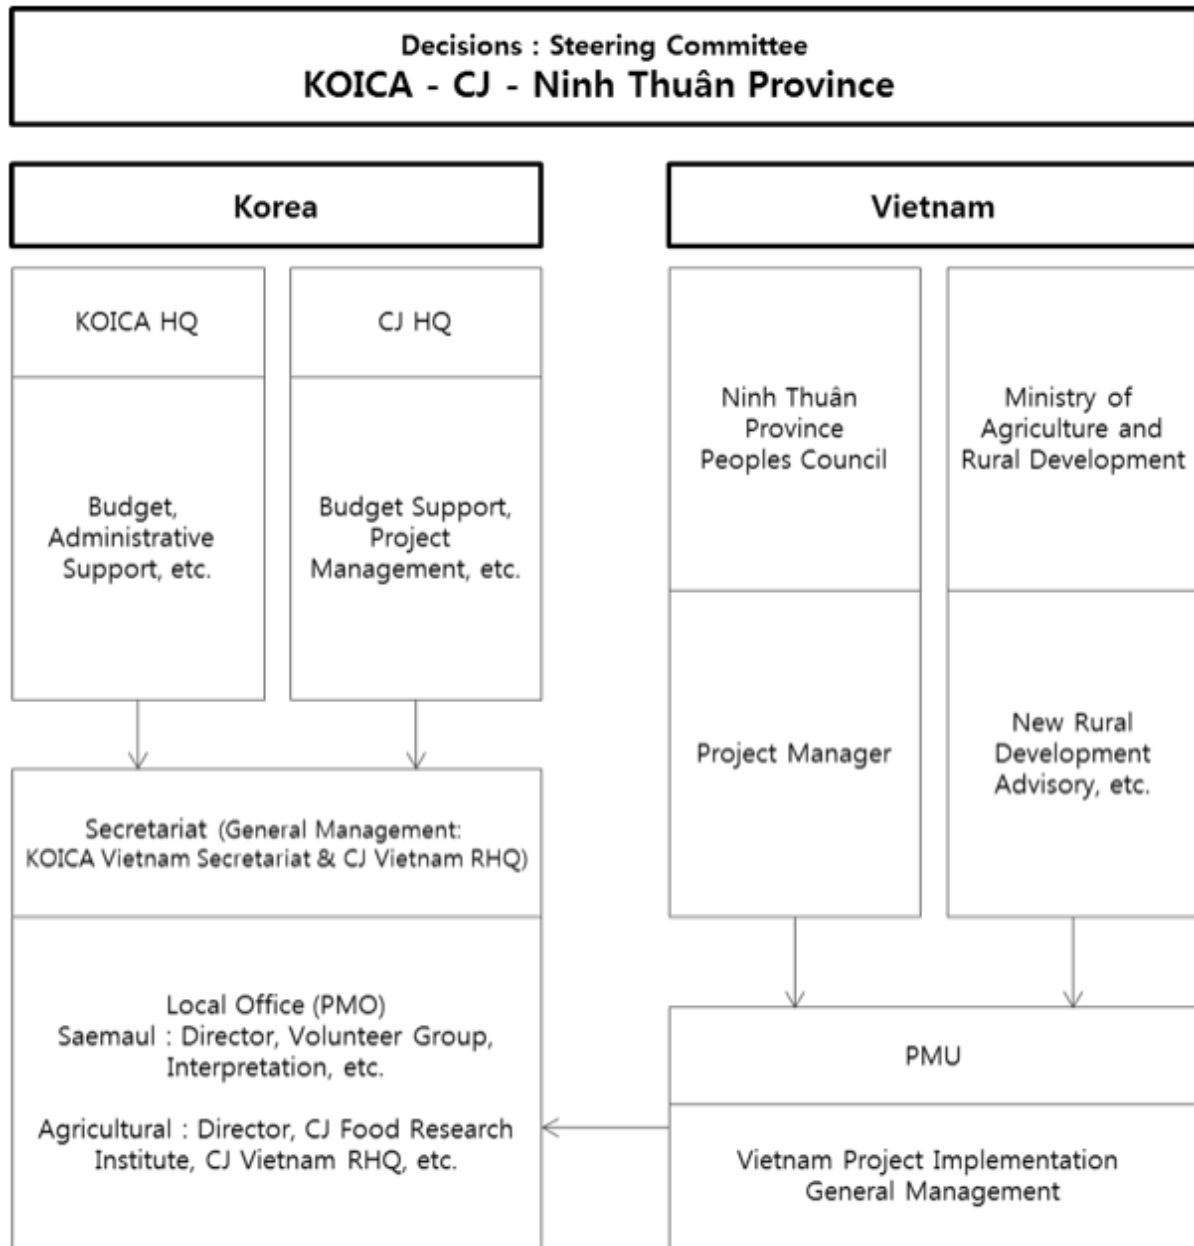 Decisions : Steering Committee
KOICA - CJ - Ninh Thuân Province
Korea
Vietnam
KOICA HQ
CJ HQ
Budget,
Administrative
Support, etc.
Budget Support,
Project
Management, etc.
Ninh Thuân
Province
Peoples Council
Ministry of
Agriculture and
Rural Development
Project Manager
New Rural
Development
Advisory, etc.
Secretariat (General Management:
KOICA Vietnam Secretariat & CJ Vietnam RHQ)
Local Office (PMO)
Saemaul : Director, Volunteer Group,
Interpretation, etc.
Agricultural : Director, CJ Food Research
Institute, CJ Vietnam RHQ, etc.
PMU
Vietnam Project Implementation
General Management